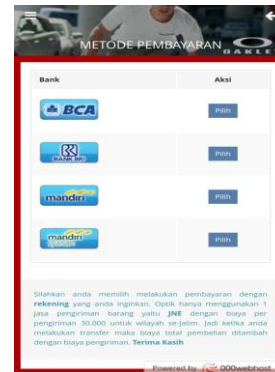 METODE PEMBAYARAN
OAKLE
Bank Aksi
BCA Pilih
BANK BRI Pilih
mandiri Pilih
mandiri Pilih
Silahkan anda memilih melakukan pembayaran dengan
rekening yang anda inginkan. Optik hanya menggunakan 1
jasa pengiriman barang yaitu JNE dengan biaya per
pengiriman 30.000 untuk wilayah se-Jatim. Jadi ketika anda
melakukan transfer maka biaya total pembelian ditambah
dengan biaya pengiriman. Terima Kasih
Powered by 000webhost